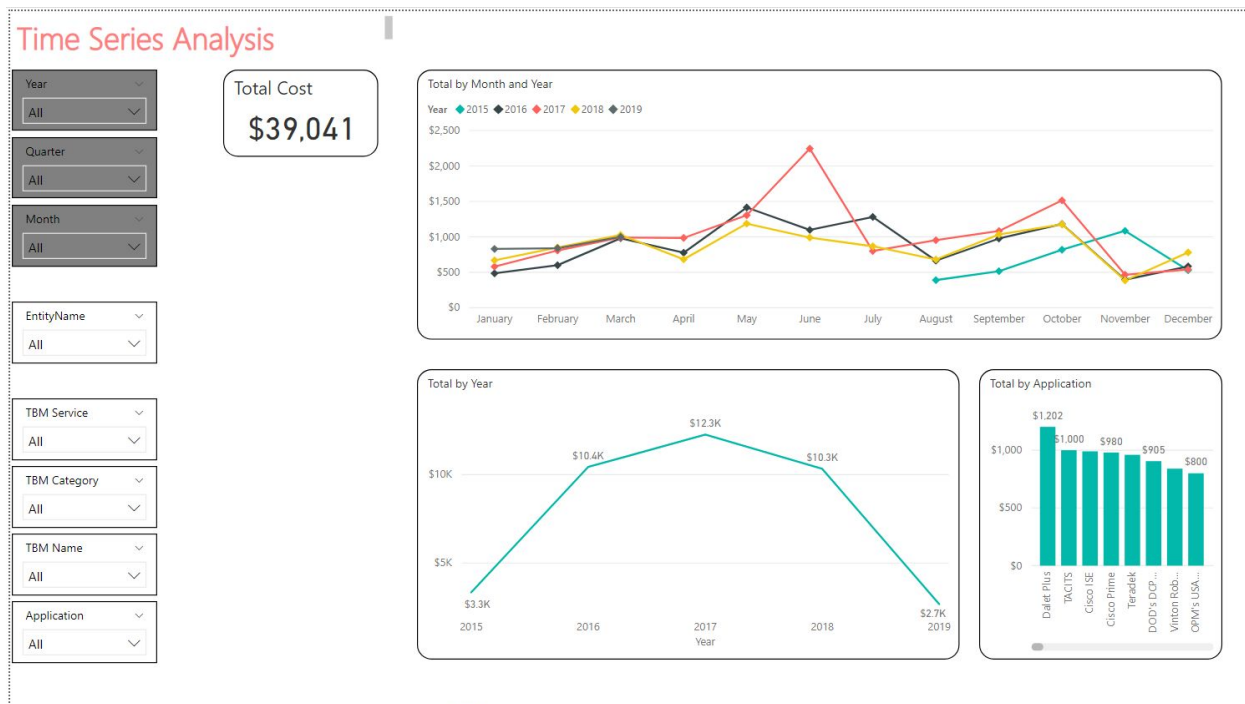 Time Series Analysis
Year
All
Quarter
All
Month
All
EntityName
All
TBM Service
All
TBM Category
All
TBM Name
All
Application
All
Total Cost
$39,041
Total by Month and Year
Year 2015 2016 2017 2018 2019
$2,500
$2,000
$1,500
$1,000
$500
$0
January February March April May June July August September October November December
Total by Year
$12.3K
$10.4K
$10.3K
$10K
$5K
$3.3K
$2.7K
2015 2016 2017 2018 2019
Year
Total by Application
$1,202
$1,000 $980 $905 $800
$1,000
$500
$0
Dalet Plus
TACITS
Cisco ISE
Cisco Prime
Teradek
DOD's DCP...
Vinton Rob...
OPM's USA...